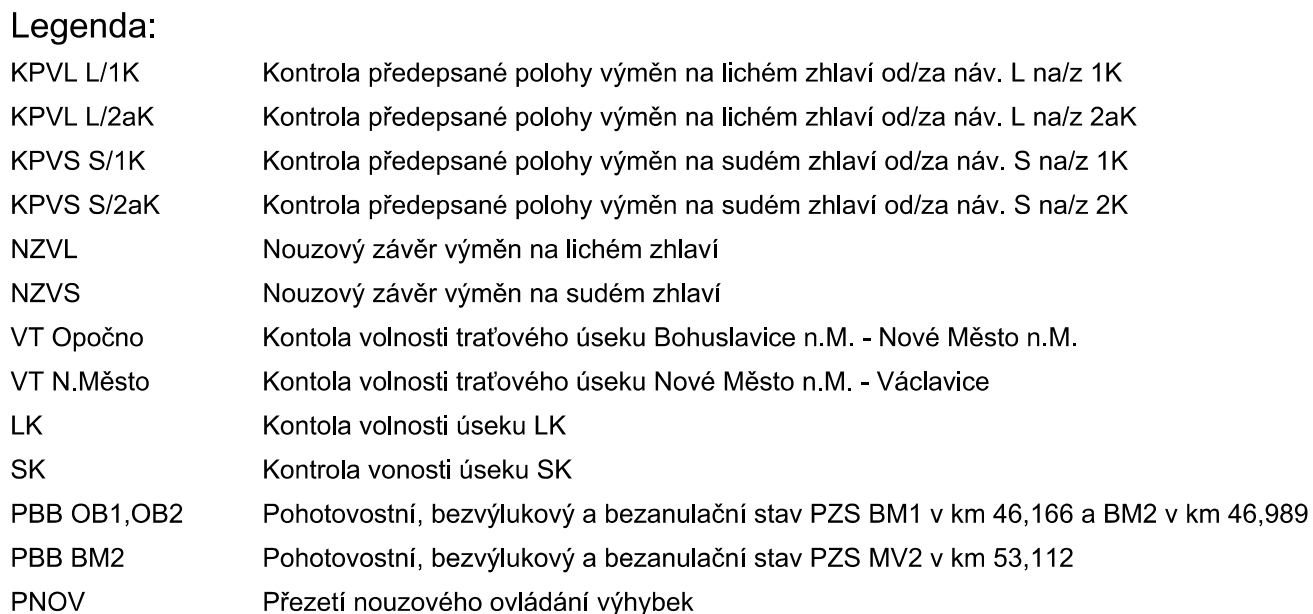 Legenda:
KPVL L/1K Kontrola předepsané polohy výměn na lichém zhlaví od/za náv. L na/z 1K
KPVL L/2aK Kontrola předepsané polohy výměn na lichém zhlaví od/za náv. L na/z 2aK
KPVS S/1K Kontrola předepsané polohy výměn na sudém zhlaví od/za náv. S na/z 1K
KPVS S/2aK Kontrola předepsané polohy výměn na sudém zhlaví od/za náv. S na/z 2K
NZVL Nouzový závěr výměn na lichém zhlaví
NZVS Nouzový závěr výměn na sudém zhlaví
VT Opočno Kontola volnosti traťového úseku Bohuslavice n.M. - Nové Město n.M.
VT N.Město Kontola volnosti traťového úseku Nové Město n.M. - Václavice
LK Kontola volnosti úseku LK
SK Kontrola vonosti úseku SK
PBB OB1,OB2 Pohotovostní, bezvýlukový a bezanulační stav PZS BM1 v km 46,166 a BM2 v km 46,989
PBB BM2 Pohotovostní, bezvýlukový a bezanulační stav PZS MV2 v km 53,112
PNOV Přezetí nouzového ovládání výhybek